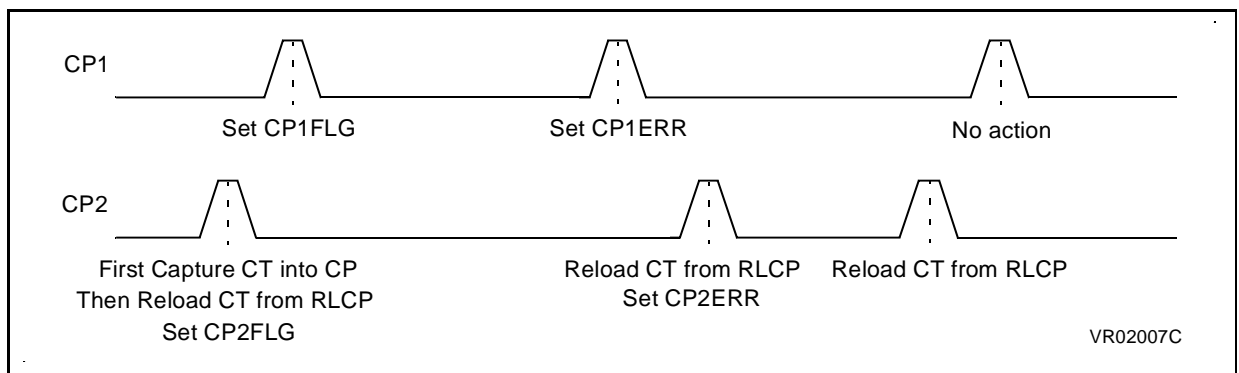 CP1
Set CP1FLG
Set CP1ERR
No action
CP2
First Capture CT into CP
Then Reload CT from RLCP
Set CP2FLG
Reload CT from RLCP
Set CP2ERR
Reload CT from RLCP
VR02007C